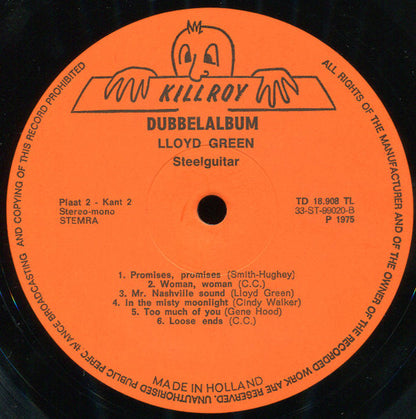 KILLROY
DUBBELALBUM
LLOYD GREEN
Steelguitar
Plaat 2 - Kant 2
Stereo-mono
STEMRA
TD 18.908 TL
33-ST-99020-B
P 1975
1. Promises, promises (Smith-Hughey)
2. Woman, woman (C.C.)
3. Mr. Nashville sound (Lloyd Green)
4. In the misty moonlight (Cindy Walker)
5. Too much of you (Gene Hood)
6. Loose ends (C.C.)
MADE IN HOLLAND
ALL RIGHTS OF THE MANUFACTURER AND OF THE OWNER OF THE RECORDED WORK ARE RESERVED. UNAUTHORISED PUBLIC BROADCASTING AND COPYING OF THIS RECORD PROHIBITED